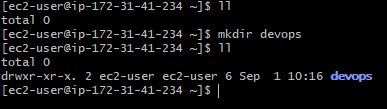 [ec2-user@ip-172-31-41-234 ~]$ ll
total 0
[ec2-user@ip-172-31-41-234 ~]$ mkdir devops
[ec2-user@ip-172-31-41-234 ~]$ ll
total 0
drwxr-xr-x. 2 ec2-user ec2-user 6 Sep  1 10:16 devops
[ec2-user@ip-172-31-41-234 ~]$